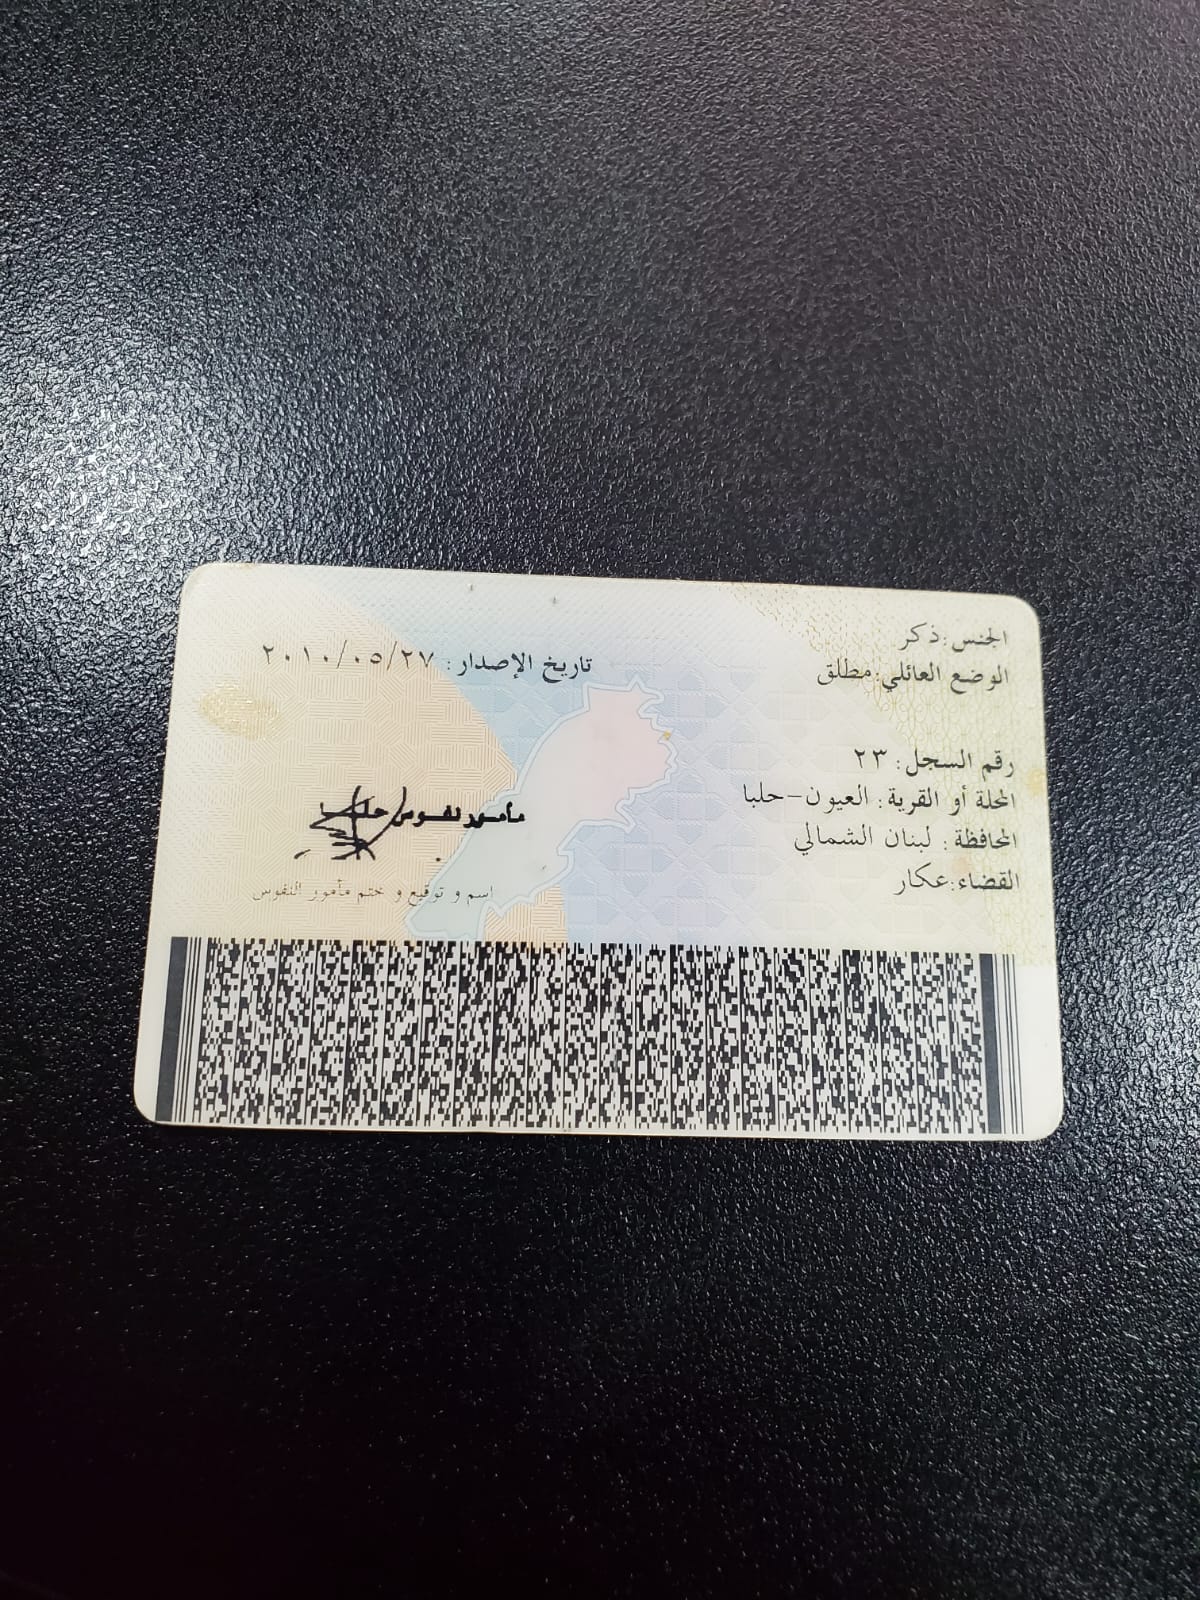 الجنس: ذكر
الوضع العائلي: مطلق
تاريخ الإصدار: ٢٠١٠/٠٥/٢٧
رقم السجل: ٢٣
المحلة أو القرية: العيون-حلبا
المحافظة: لبنان الشمالي
القضاء: عكار
مأمور نفوس حلبا
اسم و توقيع و ختم مأمور النفوس